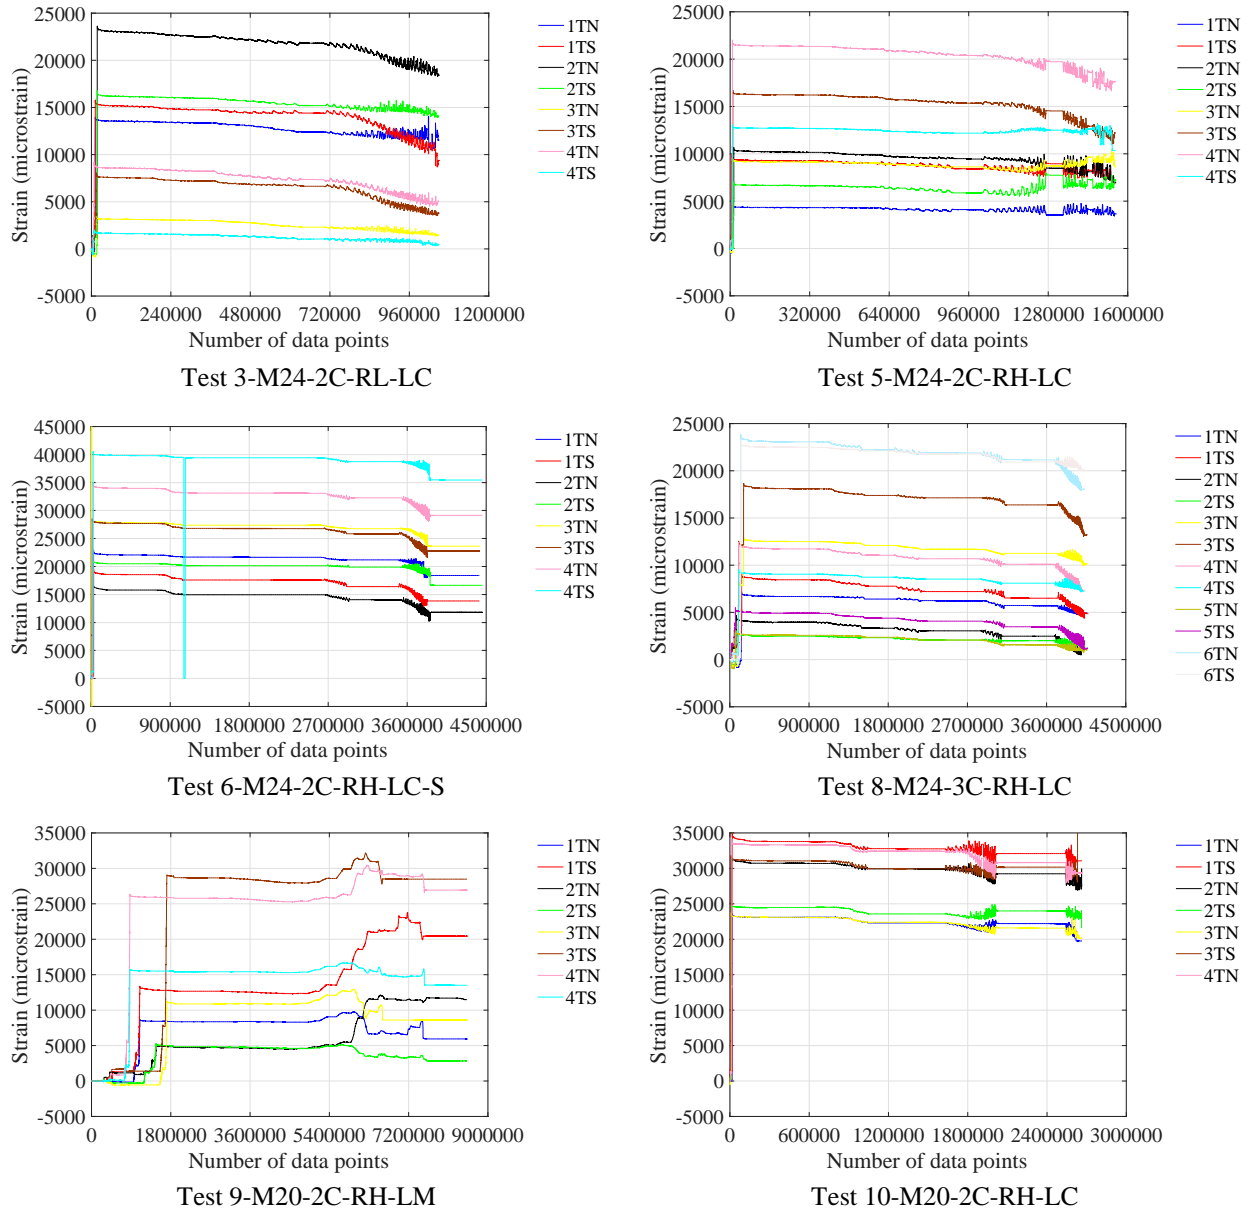 25000
20000
15000
10000
5000
0
-5000
Strain (microstrain)
0 240000 480000 720000 960000 1200000
Number of data points
1TN
1TS
2TN
2TS
3TN
3TS
4TN
4TS
Test 3-M24-2C-RL-LC
25000
20000
15000
10000
5000
0
-5000
Strain (microstrain)
0 320000 640000 960000 1280000 1600000
Number of data points
1TN
1TS
2TN
2TS
3TN
3TS
4TN
4TS
Test 5-M24-2C-RH-LC
45000
40000
35000
30000
25000
20000
15000
10000
5000
0
-5000
Strain (microstrain)
0 900000 1800000 2700000 3600000 4500000
Number of data points
1TN
1TS
2TN
2TS
3TN
3TS
4TN
4TS
Test 6-M24-2C-RH-LC-S
25000
20000
15000
10000
5000
0
-5000
Strain (microstrain)
0 900000 1800000 2700000 3600000 4500000
Number of data points
1TN
1TS
2TN
2TS
3TN
3TS
4TN
4TS
5TN
5TS
6TN
6TS
Test 8-M24-3C-RH-LC
35000
30000
25000
20000
15000
10000
5000
0
-5000
Strain (microstrain)
0 1800000 3600000 5400000 7200000 9000000
Number of data points
1TN
1TS
2TN
2TS
3TN
3TS
4TN
4TS
Test 9-M20-2C-RH-LM
35000
30000
25000
20000
15000
10000
5000
0
-5000
Strain (microstrain)
0 600000 1200000 1800000 2400000 3000000
Number of data points
1TN
1TS
2TN
2TS
3TN
3TS
4TN
Test 10-M20-2C-RH-LC